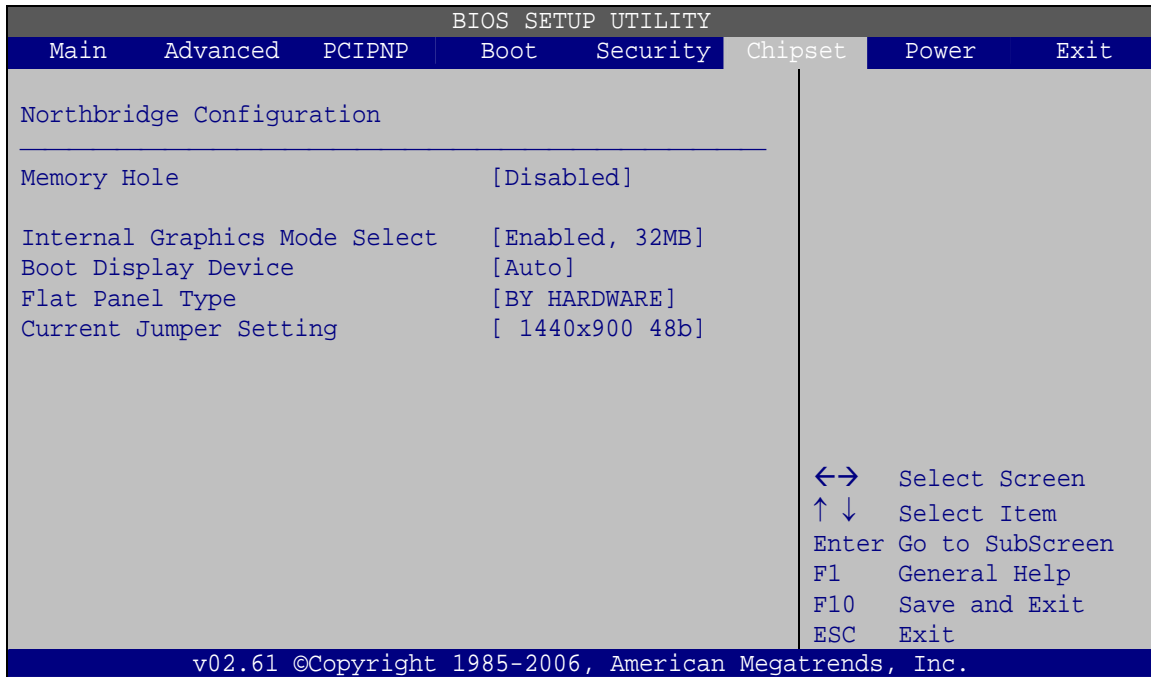 BIOS SETUP UTILITY
Main Advanced PCIPNP Boot Security Chipset Power Exit
Northbridge Configuration
Memory Hole [Disabled]
Internal Graphics Mode Select [Enabled, 32MB]
Boot Display Device [Auto]
Flat Panel Type [BY HARDWARE]
Current Jumper Setting [ 1440x900 48b]
←→ Select Screen
↑ ↓ Select Item
Enter Go to SubScreen
F1 General Help
F10 Save and Exit
ESC Exit
v02.61 ©Copyright 1985-2006, American Megatrends, Inc.